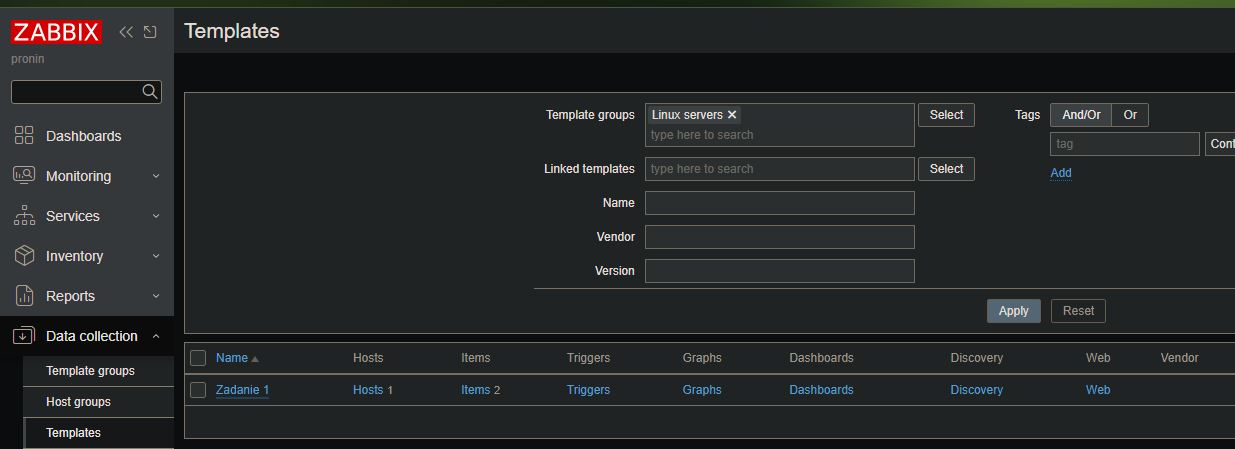 ZABBIX
pronin
Dashboards
Monitoring
Services
Inventory
Reports
Data collection
Template groups
Host groups
Templates
Templates
Template groups Linux servers Select
type here to search
Linked templates type here to search Select
Name
Vendor
Version
Tags And/Or Or
tag Cont
Add
Apply Reset
Name Hosts Items Triggers Graphs Dashboards Discovery Web Vendor
Zadanie 1 Hosts 1 Items 2 Triggers Graphs Dashboards Discovery Web